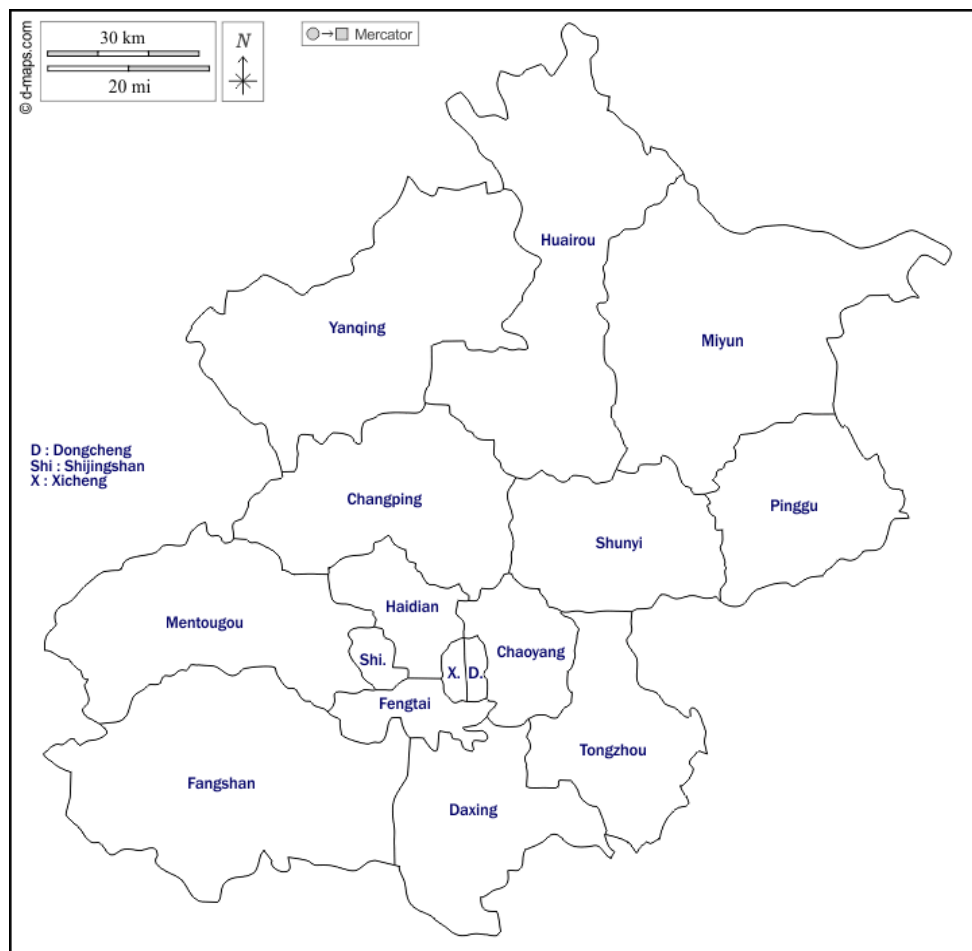 © d-maps.com
30 km
20 mi
N
Mercator
Huairou
Yanqing
Miyun
D : Dongcheng
Shi : Shijingshan
X : Xicheng
Changping
Pinggu
Shunyi
Haidian
Mentougou
Chaoyang
Shi.
X.
D.
Fengtai
Tongzhou
Fangshan
Daxing